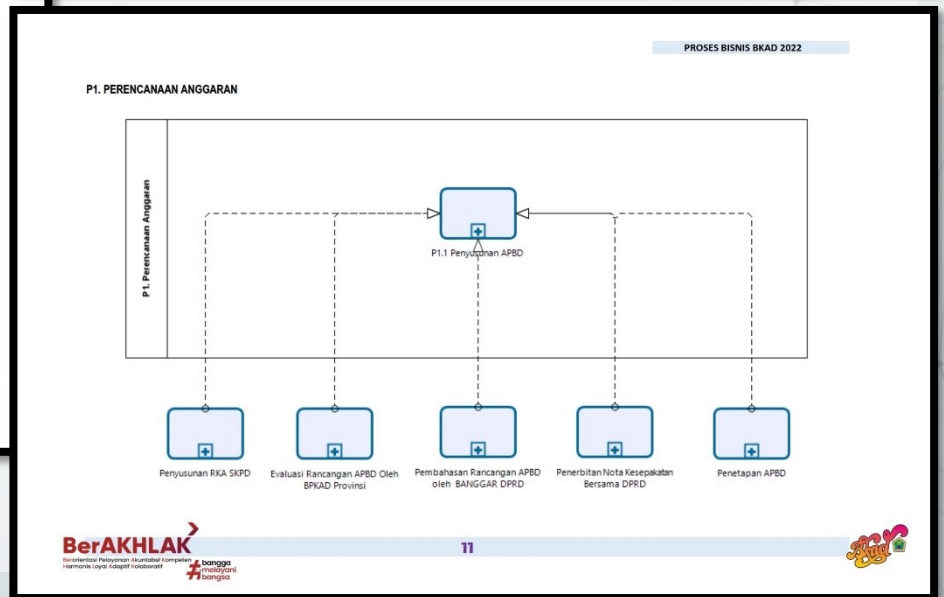 PROSES BISNIS BKAD 2022
P1. PERENCANAAN ANGGARAN
P1. Perencanaan Anggaran
P1.1 Penyusunan APBD
Penyusunan RKA SKPD
Evaluasi Rancangan APBD Oleh
BPKAD Provinsi
Pembahasan Rancangan APBD
oleh BANGGAR DPRD
Penerbitan Nota Kesepakatan
Bersama DPRD
Penetapan APBD
BerAKHLAK
Berorientasi Pelayanan Akuntabel Kompeten
Harmonis Loyal Adaptif Kolaboratif
#bangga
melayani
bangsa
11